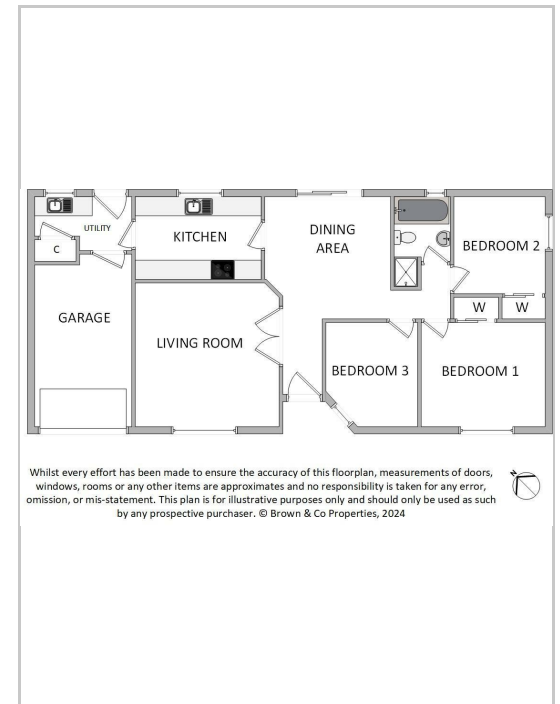 UTILITY
C
KITCHEN
DINING
AREA
BEDROOM 2
W
W
GARAGE
LIVING ROOM
BEDROOM 3
BEDROOM 1
Whilst every effort has been made to ensure the accuracy of this floorplan, measurements of doors,
windows, rooms or any other items are approximates and no responsibility is taken for any error,
omission, or mis-statement. This plan is for illustrative purposes only and should only be used as such
by any prospective purchaser. © Brown & Co Properties, 2024
N